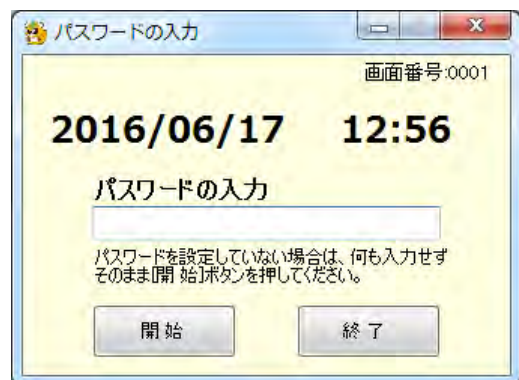 パスワードの入力
画面番号:0001
2016/06/17 12:56
パスワードの入力
パスワードを設定していない場合は、何も入力せず
そのまま[開 始]ボタンを押してください。
開 始
終 了